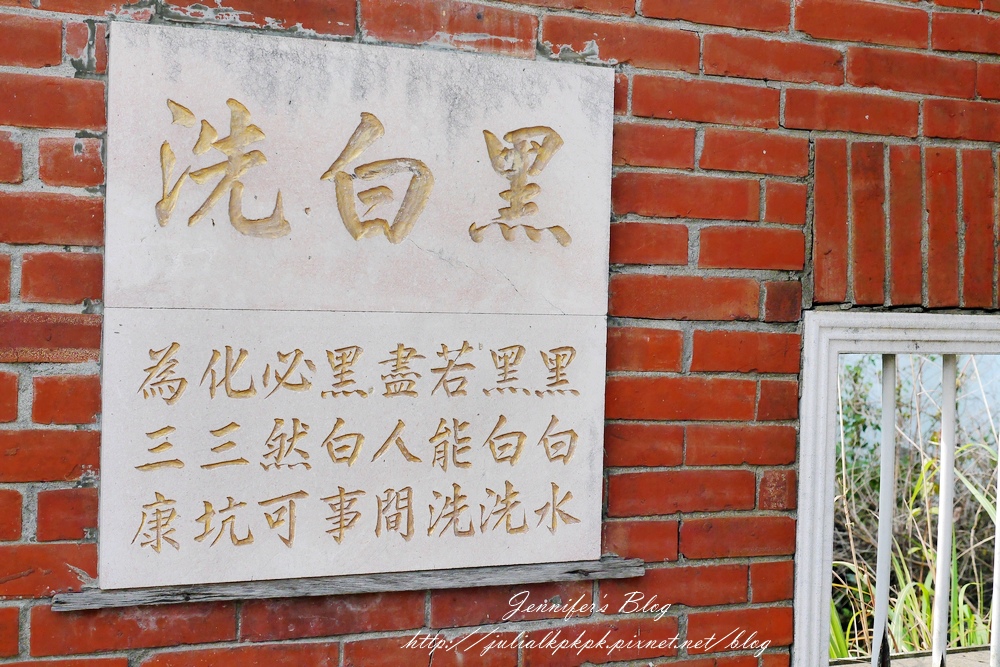 黑白洗
黑白水
黑白洗
若能洗
盡人間
黑白事
必然可
化三坑
為三康
Jennifer's Blog
http://julialkpkpk.pixnet.net/blog